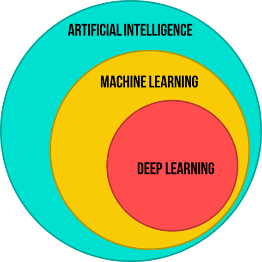 ARTIFICIAL INTELLIGENCE
MACHINE LEARNING
DEEP LEARNING